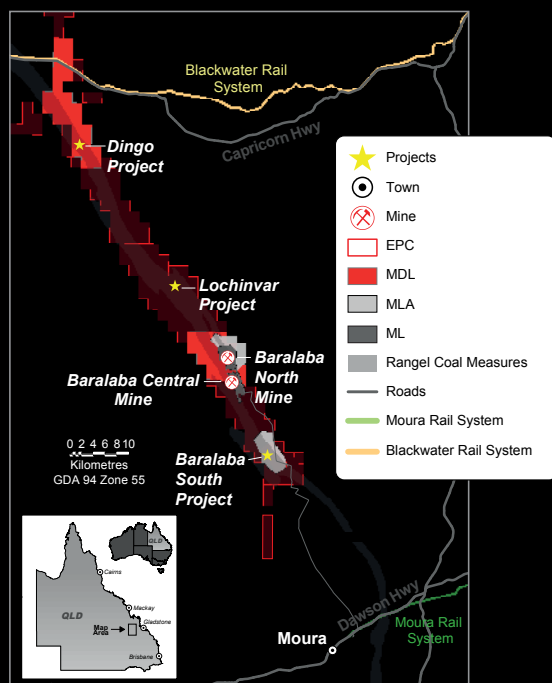 Blackwater Rail
System
Capricorn Hwy
Dingo
Project
Projects
Town
Mine
EPC
MDL
MLA
ML
Rangel Coal Measures
Roads
Moura Rail System
Blackwater Rail System
Lochinvar
Project
Baralaba
North
Mine
Baralaba Central
Mine
0 2 4 6 8 10
Kilometres
GDA 94 Zone 55
Baralaba
South
Project
QLD
Cairns
Mackay
Gladstone
Brisbane
QLD
Map
Area
Dawson Hwy
Moura
Moura Rail
System